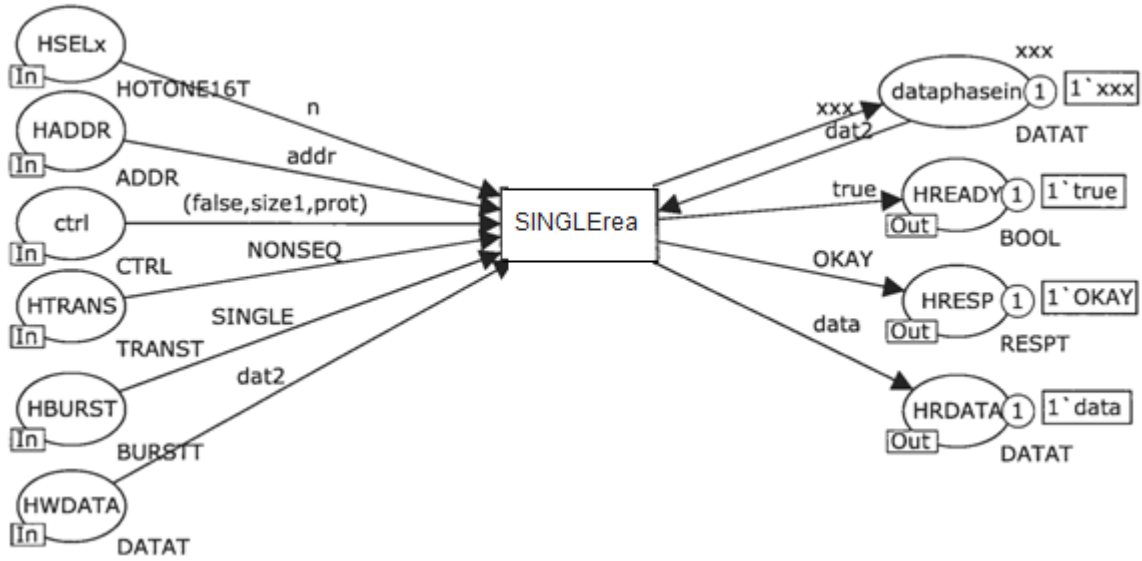 HSELx
In
HOTONE16T
n
HADDR
In
ADDR
addr
ctrl
In
CTRL
(false,size1,prot)
HTRANS
In
TRANST
NONSEQ
HBURST
In
BURSTT
SINGLE
HWDATA
In
DATAT
dat2
SINGLErea
xxx
dat2
xxx
dataphasein
1
1`xxx
DATAT
true
HREADY
1
1`true
Out
BOOL
OKAY
HRESP
1
1`OKAY
Out
RESPT
data
HRDATA
1
1`data
Out
DATAT